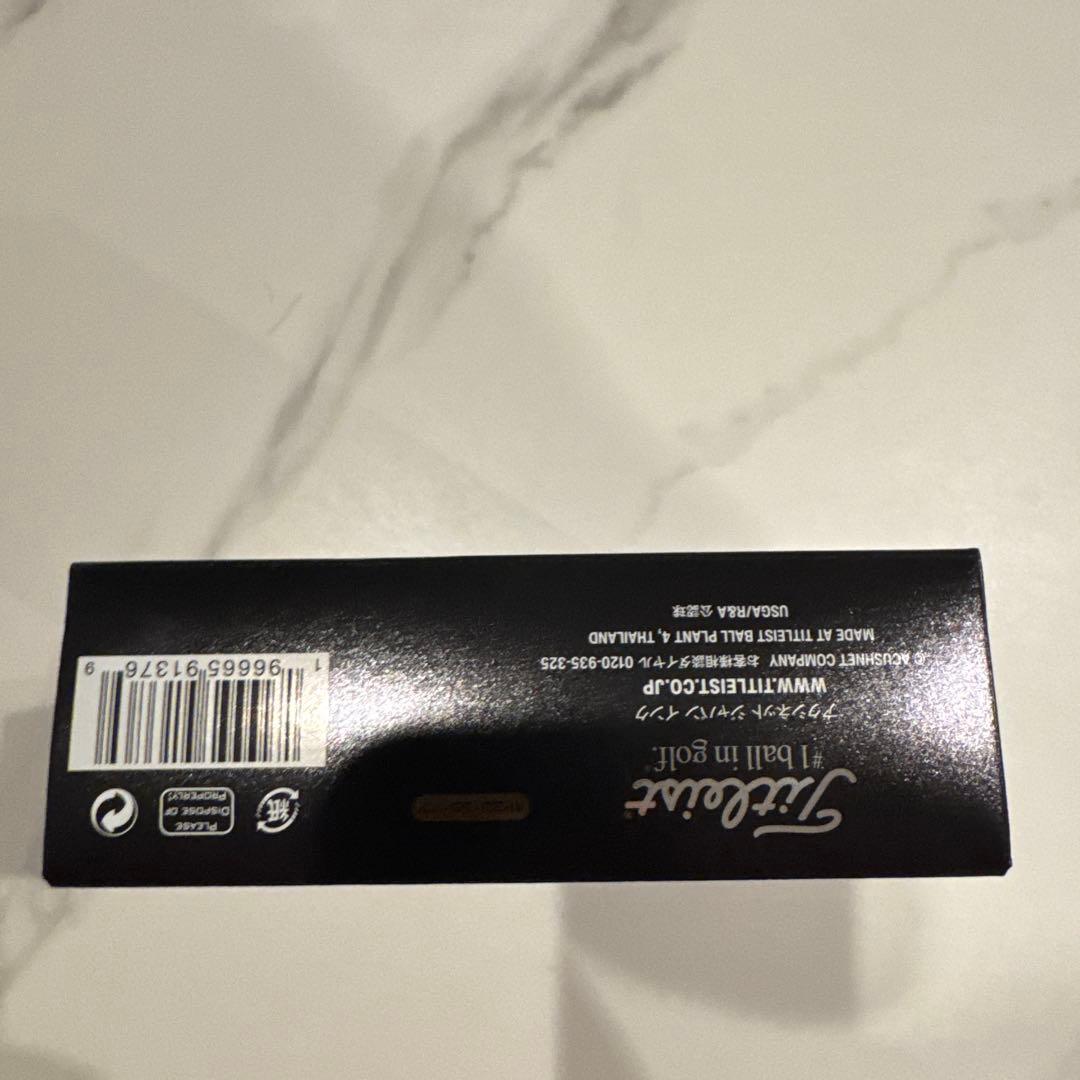 Titleist
#1 ball in golf.
アクシネット ジャパン インク
WWW.TITLEIST.CO.JP
© ACUSHNET COMPANY お客様相談ダイヤル 0120-935-325
MADE AT TITLEIST BALL PLANT 4, THAILAND
USGA/R&A 公認球
紙
PLEASE
DISPOSE OF
PROPERLY
1 96665 91376 9